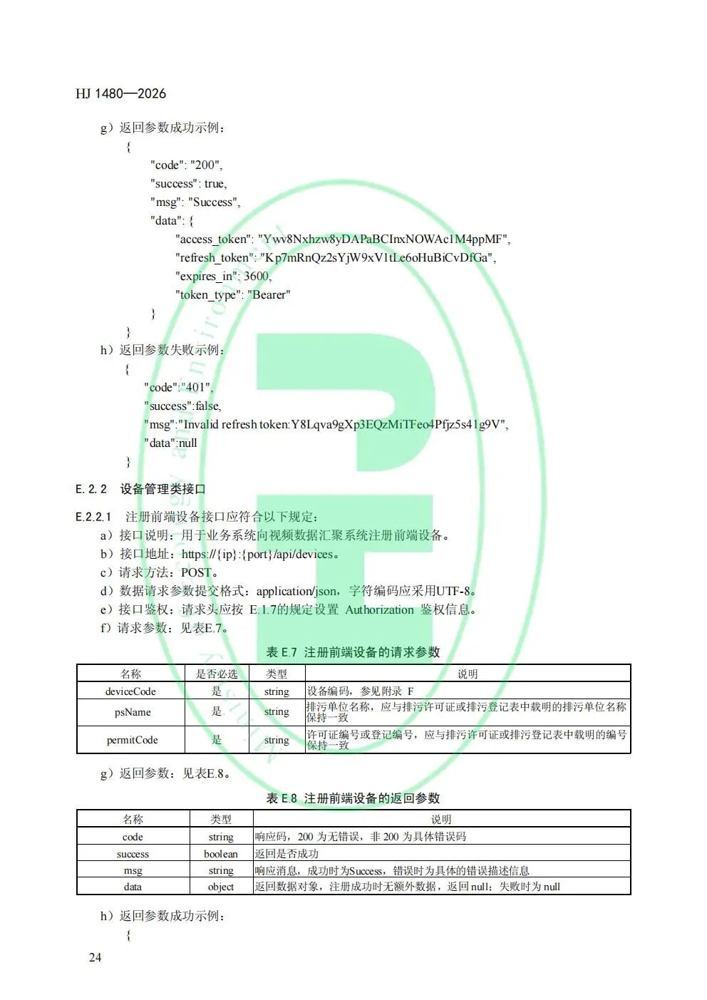 HJ 1480—2026
g）返回参数成功示例：
{
"code": "200",
"success": true,
"msg": "Success",
"data": {
"access_token": "Ywv8Nxhzw8yDAPaBCInxNOWAc1M4ppMF",
"refresh_token": "Kp7mRnQz2sYjW9xV1tLe6oHuBiCvDfGa",
"expires_in": 3600,
"token_type": "Bearer"
}
}
h）返回参数失败示例：
{
"code":"401",
"success":false,
"msg":"Invalid refresh token:Y8Lqva9gXp3EQzMiTFeo4Pfjz5s41g9V",
"data":null
}
E.2.2 设备管理类接口
E.2.2.1 注册前端设备接口应符合以下规定：
a）接口说明：用于业务系统向视频数据汇聚系统注册前端设备。
b）接口地址：https://{ip}:{port}/api/devices。
c）请求方法：POST。
d）数据请求参数提交格式：application/json，字符编码应采用UTF-8。
e）接口鉴权：请求头应按 E.1.7的规定设置 Authorization 鉴权信息。
f）请求参数：见表E.7。
表 E.7 注册前端设备的请求参数
名称 是否必选 类型 说明
deviceCode 是 string 设备编码，参见附录 F
psName 是 string 排污单位名称，应与排污许可证或排污登记表中载明的排污单位名称
保持一致
permitCode 是 string 许可证编号或登记编号，应与排污许可证或排污登记表中载明的编号
保持一致
g）返回参数：见表E.8。
表 E.8 注册前端设备的返回参数
名称 类型 说明
code string 响应码，200 为无错误，非 200 为具体错误码
success boolean 返回是否成功
msg string 响应消息，成功时为Success，错误时为具体的错误描述信息
data object 返回数据对象，注册成功时无额外数据，返回 null；失败时为 null
h）返回参数成功示例：
{
24
Ministry of Ecology and Environment